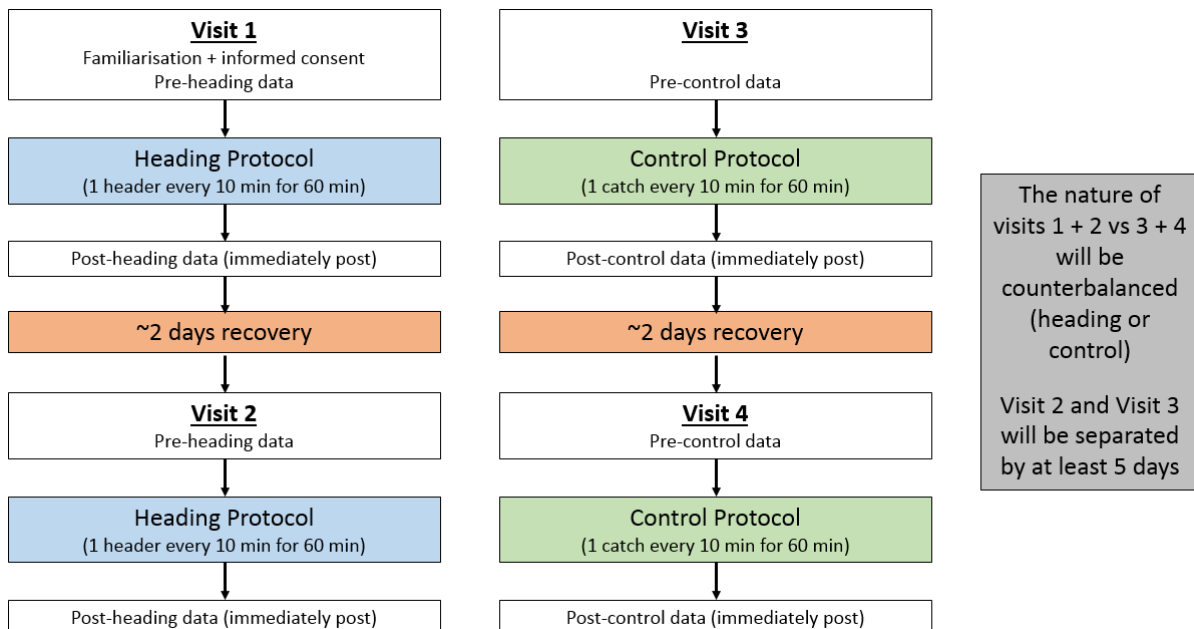 Visit 1
Familiarisation + informed consent
Pre-heading data
Heading Protocol
(1 header every 10 min for 60 min)
Post-heading data (immediately post)
~2 days recovery
Visit 2
Pre-heading data
Heading Protocol
(1 header every 10 min for 60 min)
Post-heading data (immediately post)
Visit 3
Pre-control data
Control Protocol
(1 catch every 10 min for 60 min)
Post-control data (immediately post)
~2 days recovery
Visit 4
Pre-control data
Control Protocol
(1 catch every 10 min for 60 min)
Post-control data (immediately post)
The nature of
visits 1 + 2 vs 3 + 4
will be
counterbalanced
(heading or
control)
Visit 2 and Visit 3
will be separated
by at least 5 days